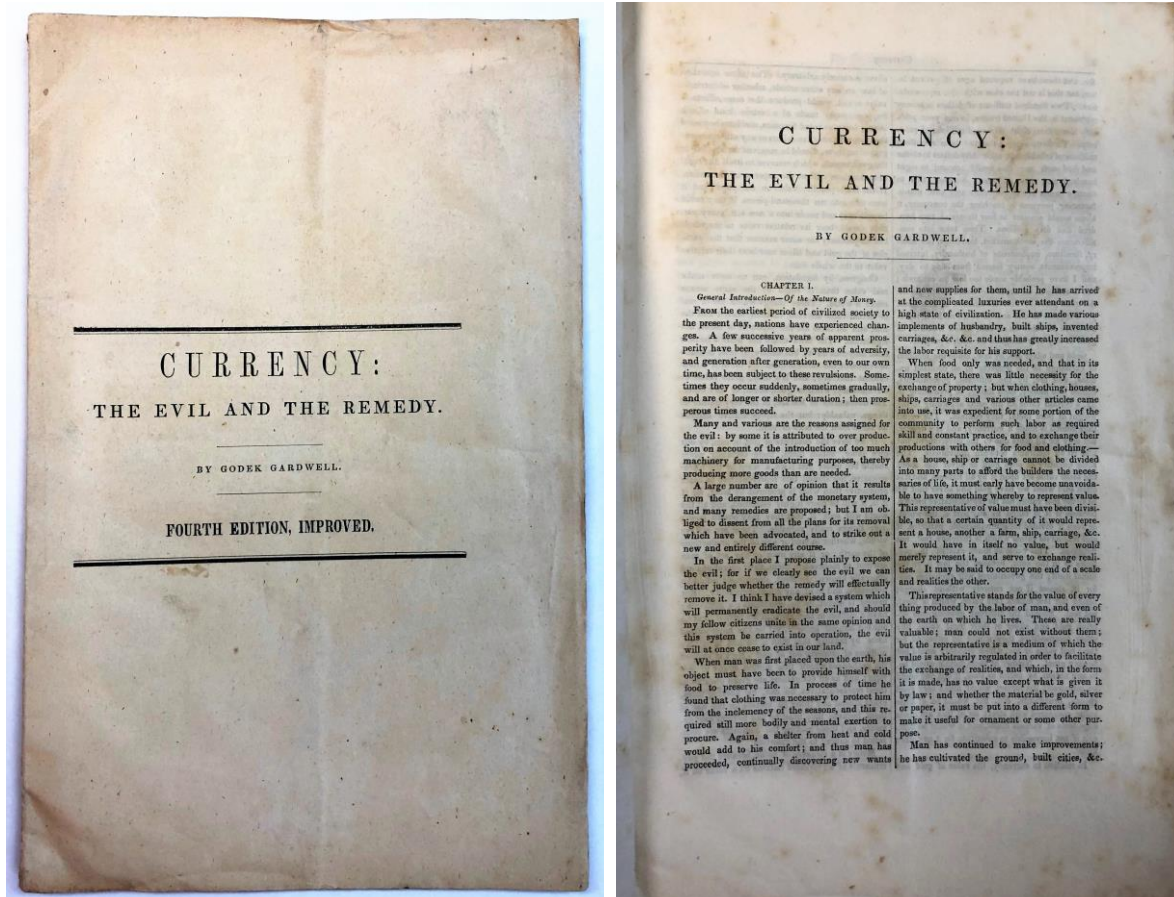 CURRENCY:
THE EVIL AND THE REMEDY.
BY GODEK GARDWELL.
FOURTH EDITION, IMPROVED.
CURRENCY:
THE EVIL AND THE REMEDY.
BY GODEK GARDWELL.
CHAPTER I.
General Introduction—Of the Nature of Money.
FROM the earliest period of civilized society to
the present day, nations have experienced chan-
ges. A few successive years of apparent pros-
perity have been followed by years of adversity,
and generation after generation, even to our own
time, has been subject to these revulsions. Some-
times they occur suddenly, sometimes gradually,
and are of longer or shorter duration; then pros-
perous times succeed.
Many and various are the reasons assigned for
the evil: by some it is attributed to over produc-
tion on account of the introduction of too much
machinery for manufacturing purposes, thereby
producing more goods than are needed.
A large number are of opinion that it results
from the derangement of the monetary system,
and many remedies are proposed; but I am ob-
liged to dissent from all the plans for its removal
which have been advocated, and to strike out a
new and entirely different course.
In the first place I propose plainly to expose
the evil; for if we clearly see the evil we can
better judge whether the remedy will effectually
remove it. I think I have devised a system which
will permanently eradicate the evil, and should
my fellow citizens unite in the same opinion and
this system be carried into operation, the evil
will at once cease to exist in our land.
When man was first placed upon the earth, his
object must have been to provide himself with
food to preserve life. In process of time he
found that clothing was necessary to protect him
from the inclemency of the seasons, and this re-
quired still more bodily and mental exertion to
procure. Again, a shelter from heat and cold
would add to his comfort; and thus man has
proceeded, continually discovering new wants
and new supplies for them, until he has arrived
at the complicated luxuries ever attendant on a
high state of civilization. He has made various
implements of husbandry, built ships, invented
carriages, &c. &c. and thus has greatly increased
the labor requisite for his support.
When food only was needed, and that in its
simplest state, there was little necessity for the
exchange of property; but when clothing, houses,
ships, carriages and various other articles came
into use, it was expedient for some portion of the
community to perform such labor as required
skill and constant practice, and to exchange their
productions with others for food and clothing.—
As a house, ship or carriage cannot be divided
into many parts to afford the builders the neces-
saries of life, it must early have become unavoida-
ble to have something whereby to represent value.
This representative of value must have been divisi-
ble, so that a certain quantity of it would repre-
sent a house, another a farm, ship, carriage, &c.
It would have in itself no value, but would
merely represent it, and serve to exchange reali-
ties. It may be said to occupy one end of a scale
and realities the other.
This representative stands for the value of every
thing produced by the labor of man, and even of
the earth on which he lives. These are really
valuable; man could not exist without them;
but the representative is a medium of which the
value is arbitrarily regulated in order to facilitate
the exchange of realities, and which, in the form
it is made, has no value except what is given it
by law; and whether the material be gold, silver
or paper, it must be put into a different form to
make it useful for ornament or some other pur-
pose.
Man has continued to make improvements;
he has cultivated the ground, built cities, &c.